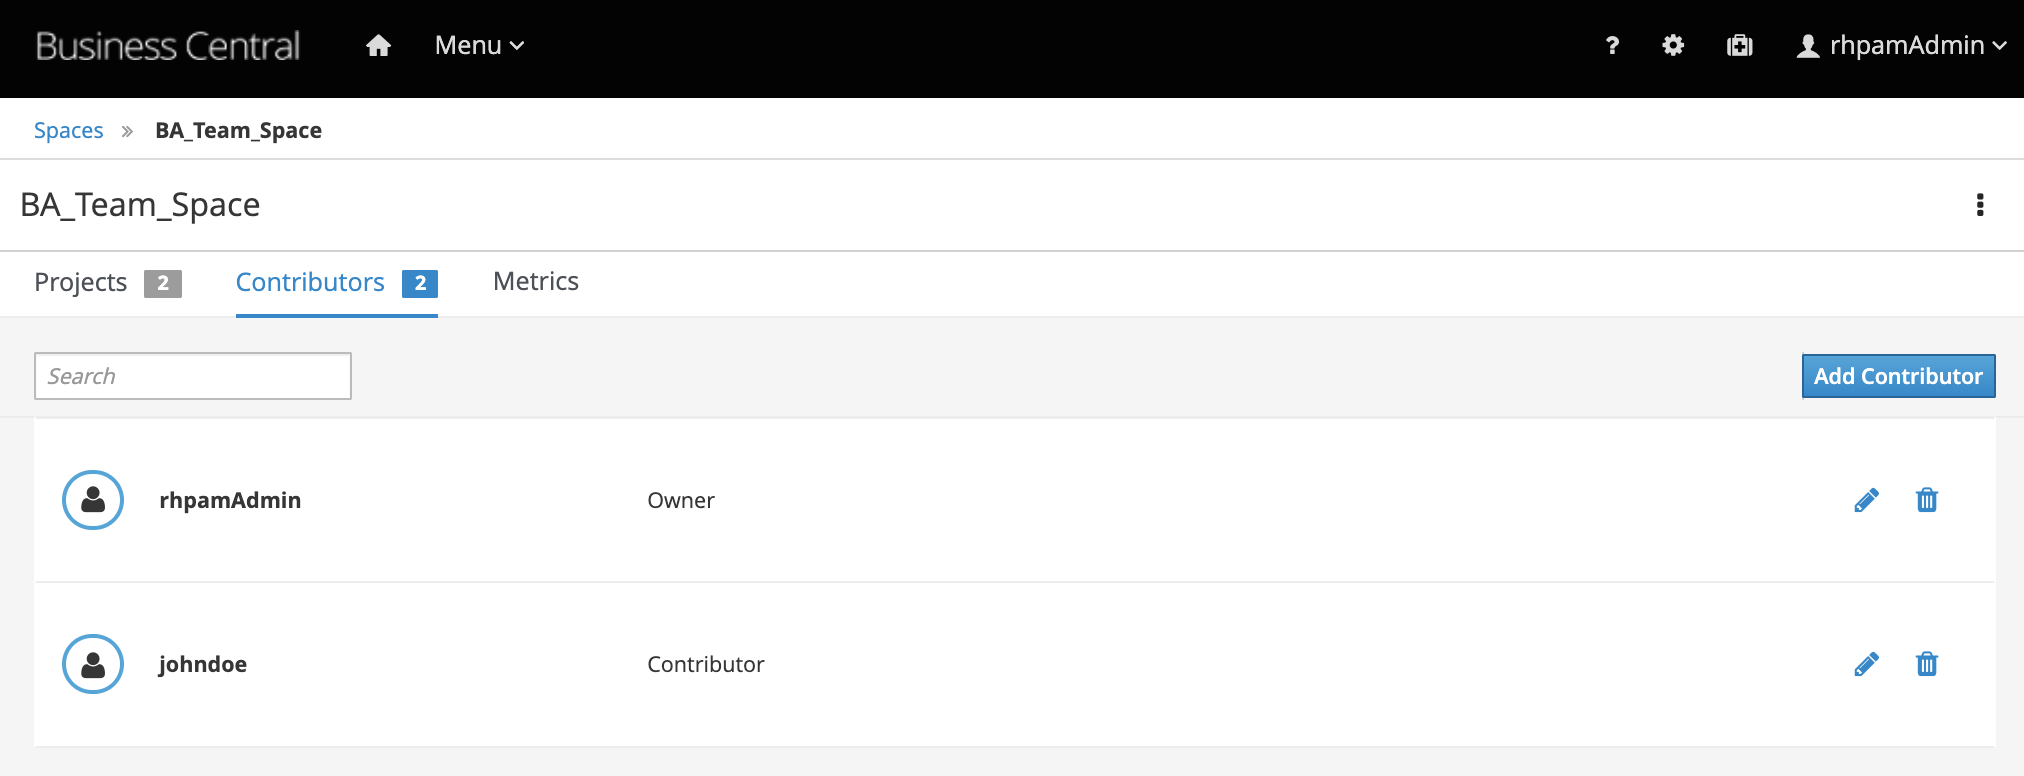 Business Central Menu ? rhpamAdmin
Spaces » BA_Team_Space
BA_Team_Space
Projects 2 Contributors 2 Metrics
Search Add Contributor
rhpamAdmin Owner
johndoe Contributor